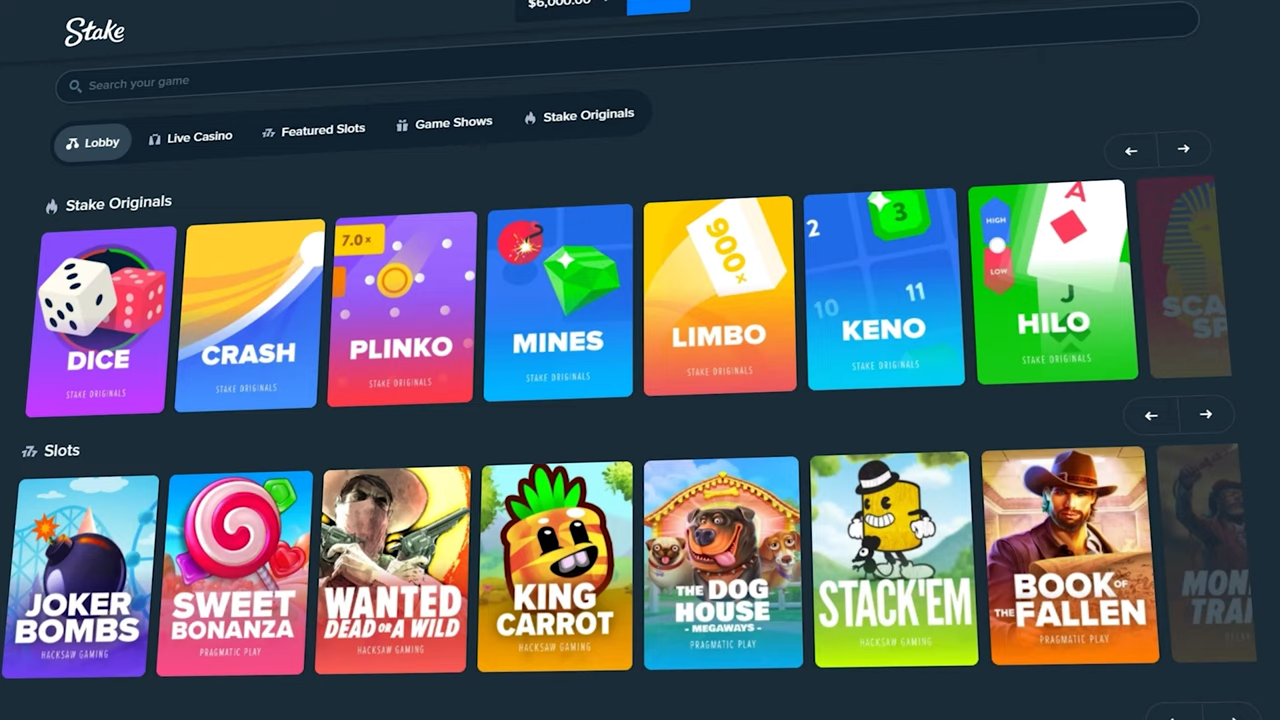 $6,000.00
Stake
Search your game
Lobby
Live Casino
Featured Slots
Game Shows
Stake Originals
Stake Originals
DICE
STAKE ORIGINALS
CRASH
STAKE ORIGINALS
7.0×
PLINKO
STAKE ORIGINALS
MINES
STAKE ORIGINALS
900×
LIMBO
STAKE ORIGINALS
2
3
10
11
KENO
STAKE ORIGINALS
HIGH
LOW
A
J
HILO
STAKE ORIGINALS
Slots
JOKER
BOMBS
HACKSAW GAMING
SWEET
BONANZA
PRAGMATIC PLAY
WANTED
DEAD OR A WILD
HACKSAW GAMING
KING
CARROT
HACKSAW GAMING
THE DOG
HOUSE
- MEGAWAYS -
PRAGMATIC PLAY
STACK'EM
HACKSAW GAMING
BOOK OF
THE FALLEN
PRAGMATIC PLAY